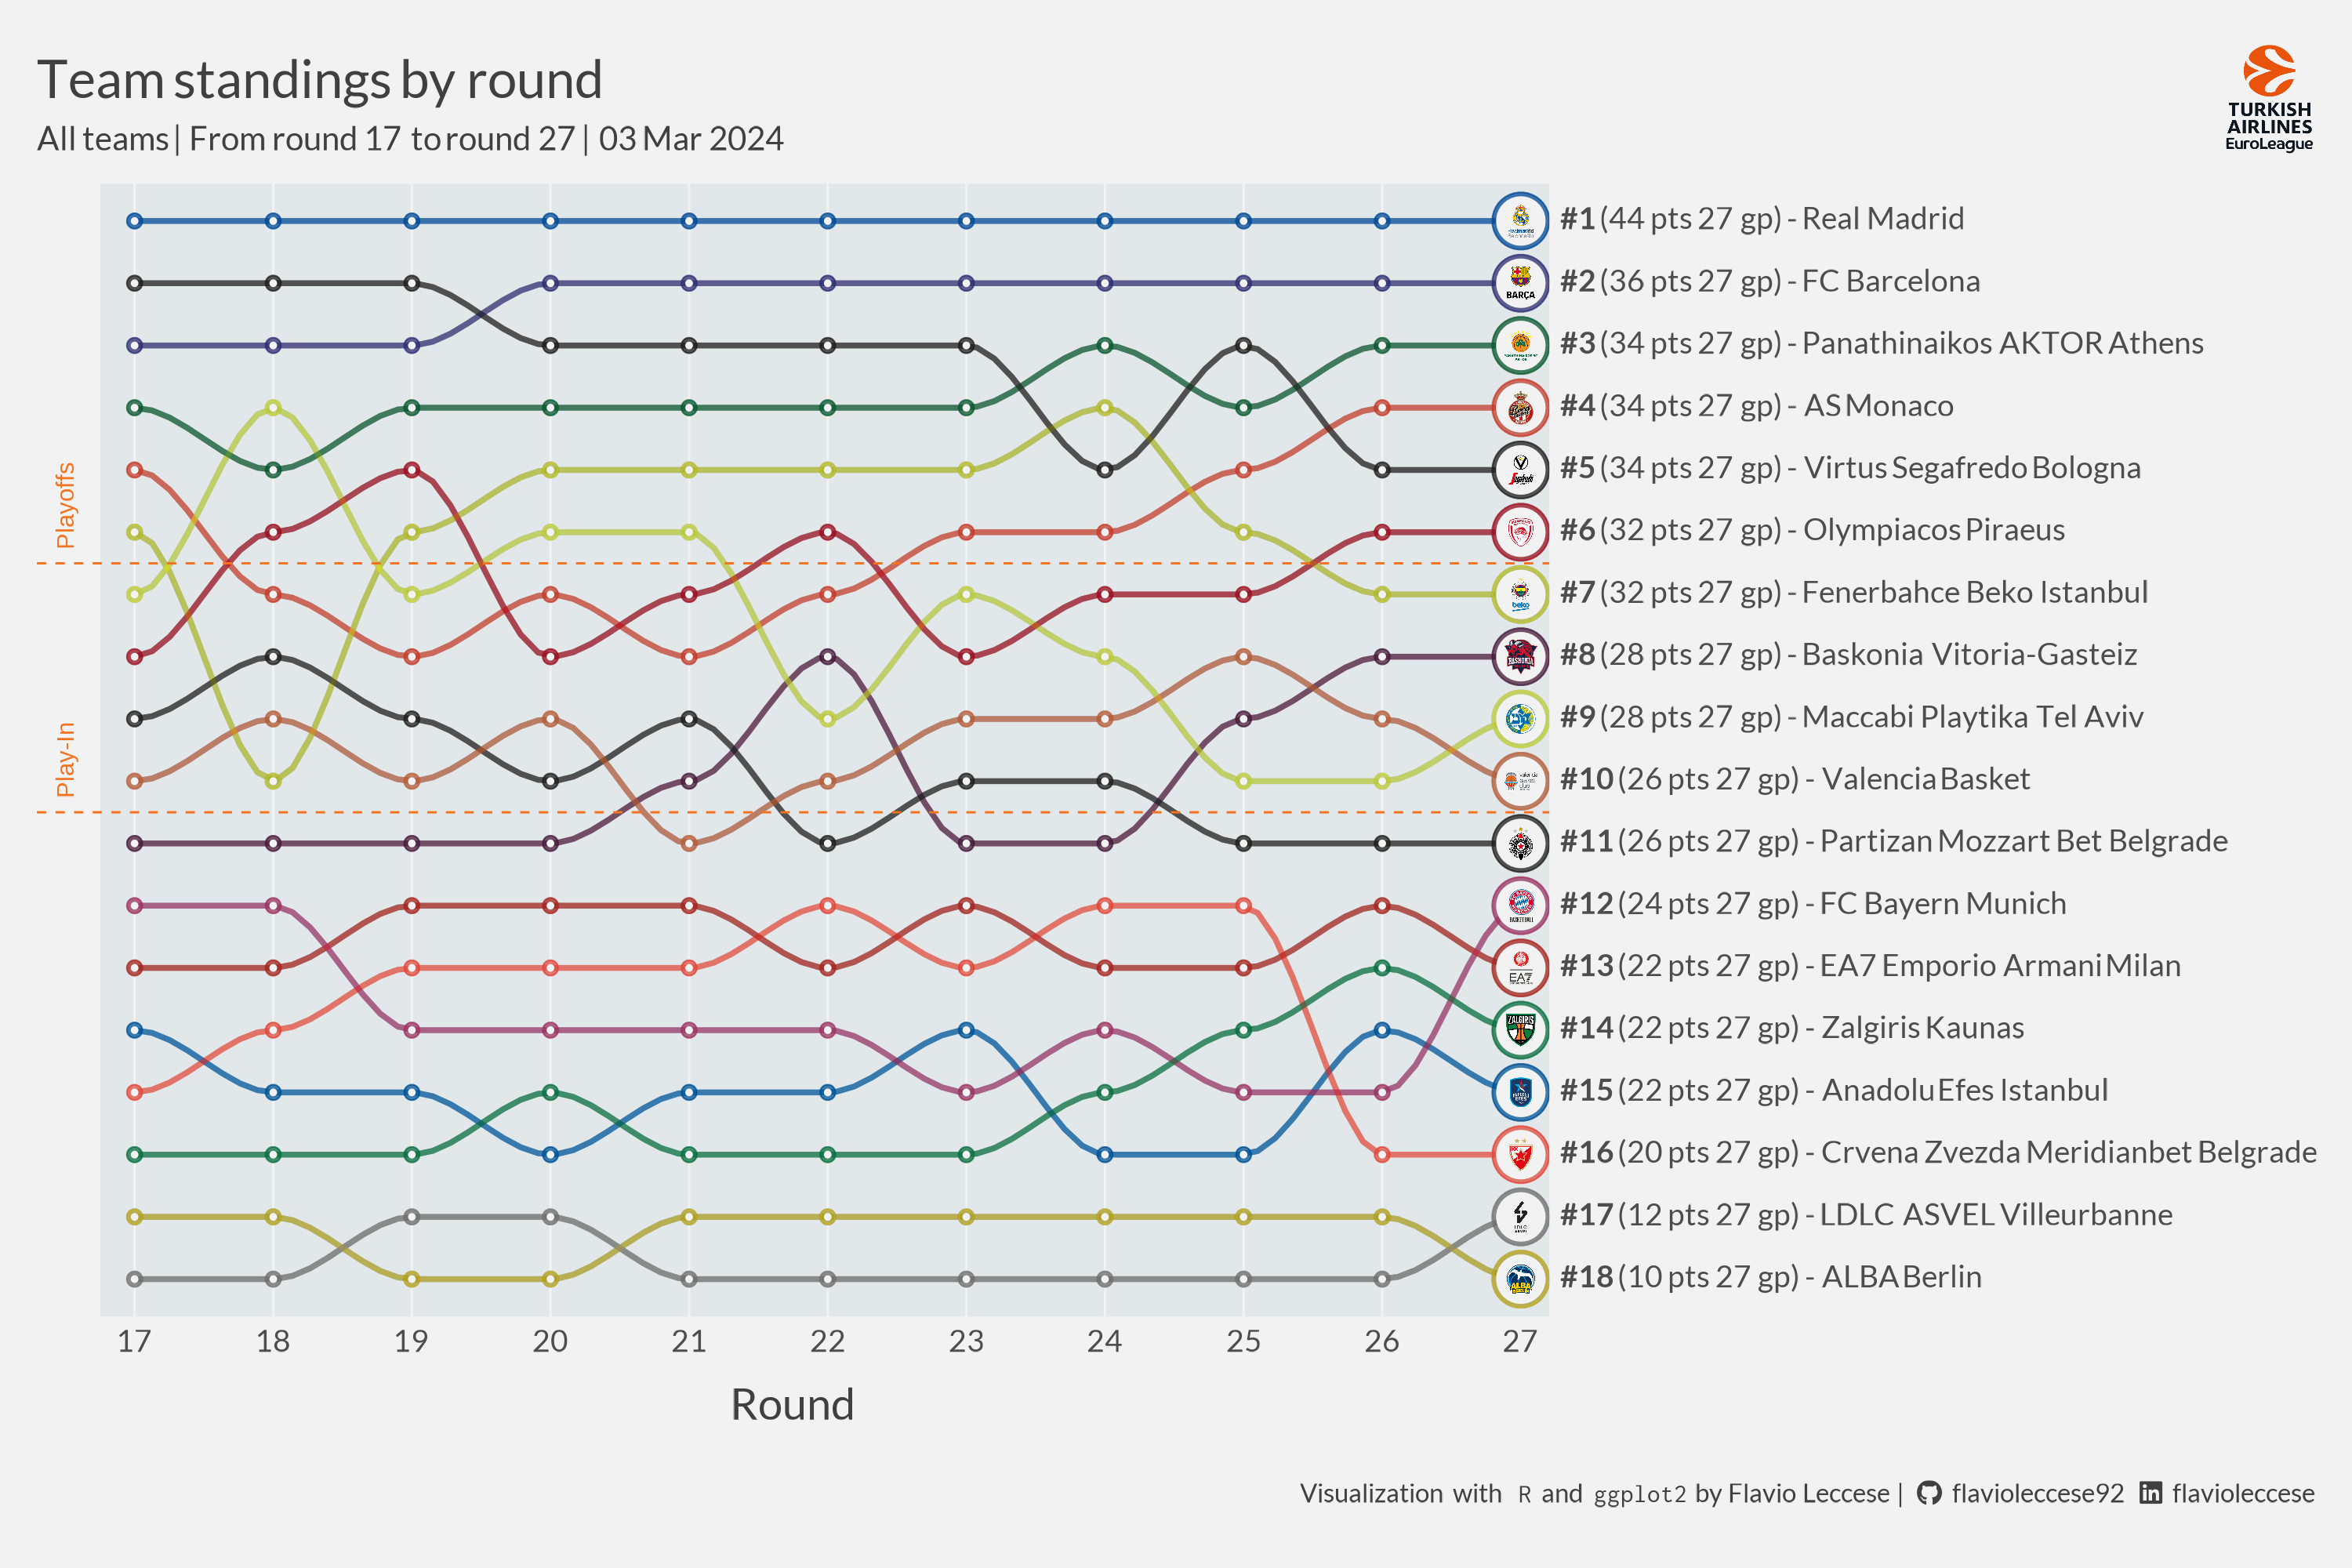 Team standings by round
All teams | From round 17 to round 27 | 03 Mar 2024
TURKISH
AIRLINES
EuroLeague
Playoffs
Play-In
#1 (44 pts 27 gp) - Real Madrid
#2 (36 pts 27 gp) - FC Barcelona
BARÇA
#3 (34 pts 27 gp) - Panathinaikos AKTOR Athens
#4 (34 pts 27 gp) - AS Monaco
#5 (34 pts 27 gp) - Virtus Segafredo Bologna
#6 (32 pts 27 gp) - Olympiacos Piraeus
#7 (32 pts 27 gp) - Fenerbahce Beko Istanbul
beko
#8 (28 pts 27 gp) - Baskonia Vitoria-Gasteiz
BASKONIA
#9 (28 pts 27 gp) - Maccabi Playtika Tel Aviv
#10 (26 pts 27 gp) - Valencia Basket
#11 (26 pts 27 gp) - Partizan Mozzart Bet Belgrade
#12 (24 pts 27 gp) - FC Bayern Munich
#13 (22 pts 27 gp) - EA7 Emporio Armani Milan
EA7
#14 (22 pts 27 gp) - Zalgiris Kaunas
ZALGIRIS
#15 (22 pts 27 gp) - Anadolu Efes Istanbul
#16 (20 pts 27 gp) - Crvena Zvezda Meridianbet Belgrade
#17 (12 pts 27 gp) - LDLC ASVEL Villeurbanne
LDLC
#18 (10 pts 27 gp) - ALBA Berlin
ALBA
17 18 19 20 21 22 23 24 25 26 27
Round
Visualization with R and ggplot2 by Flavio Leccese | flavioleccese92 in flavioleccese